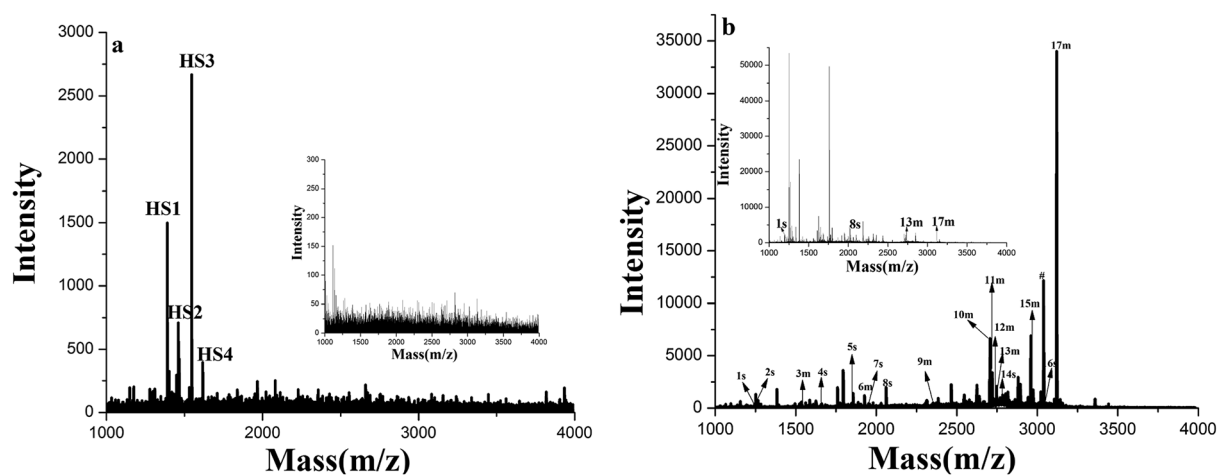 a
3000
2500
2000
1500
1000
500
0
Intensity
HS1
HS2
HS3
HS4
1000
2000
3000
4000
Mass(m/z)
300
250
200
150
100
50
0
Intensity
1000
1500
2000
2500
3000
3500
4000
Mass(m/z)
b
35000
30000
25000
20000
15000
10000
5000
0
Intensity
17m
#
11m
10m
12m
13m
14s
15m
6s
1s
2s
3m
4s
5s
6m
7s
8s
9m
1000
1500
2000
2500
3000
3500
4000
Mass(m/z)
50000
40000
30000
20000
10000
0
Intensity
1s
8s
13m
17m
1000
1500
2000
2500
3000
3500
4000
Mass(m/z)